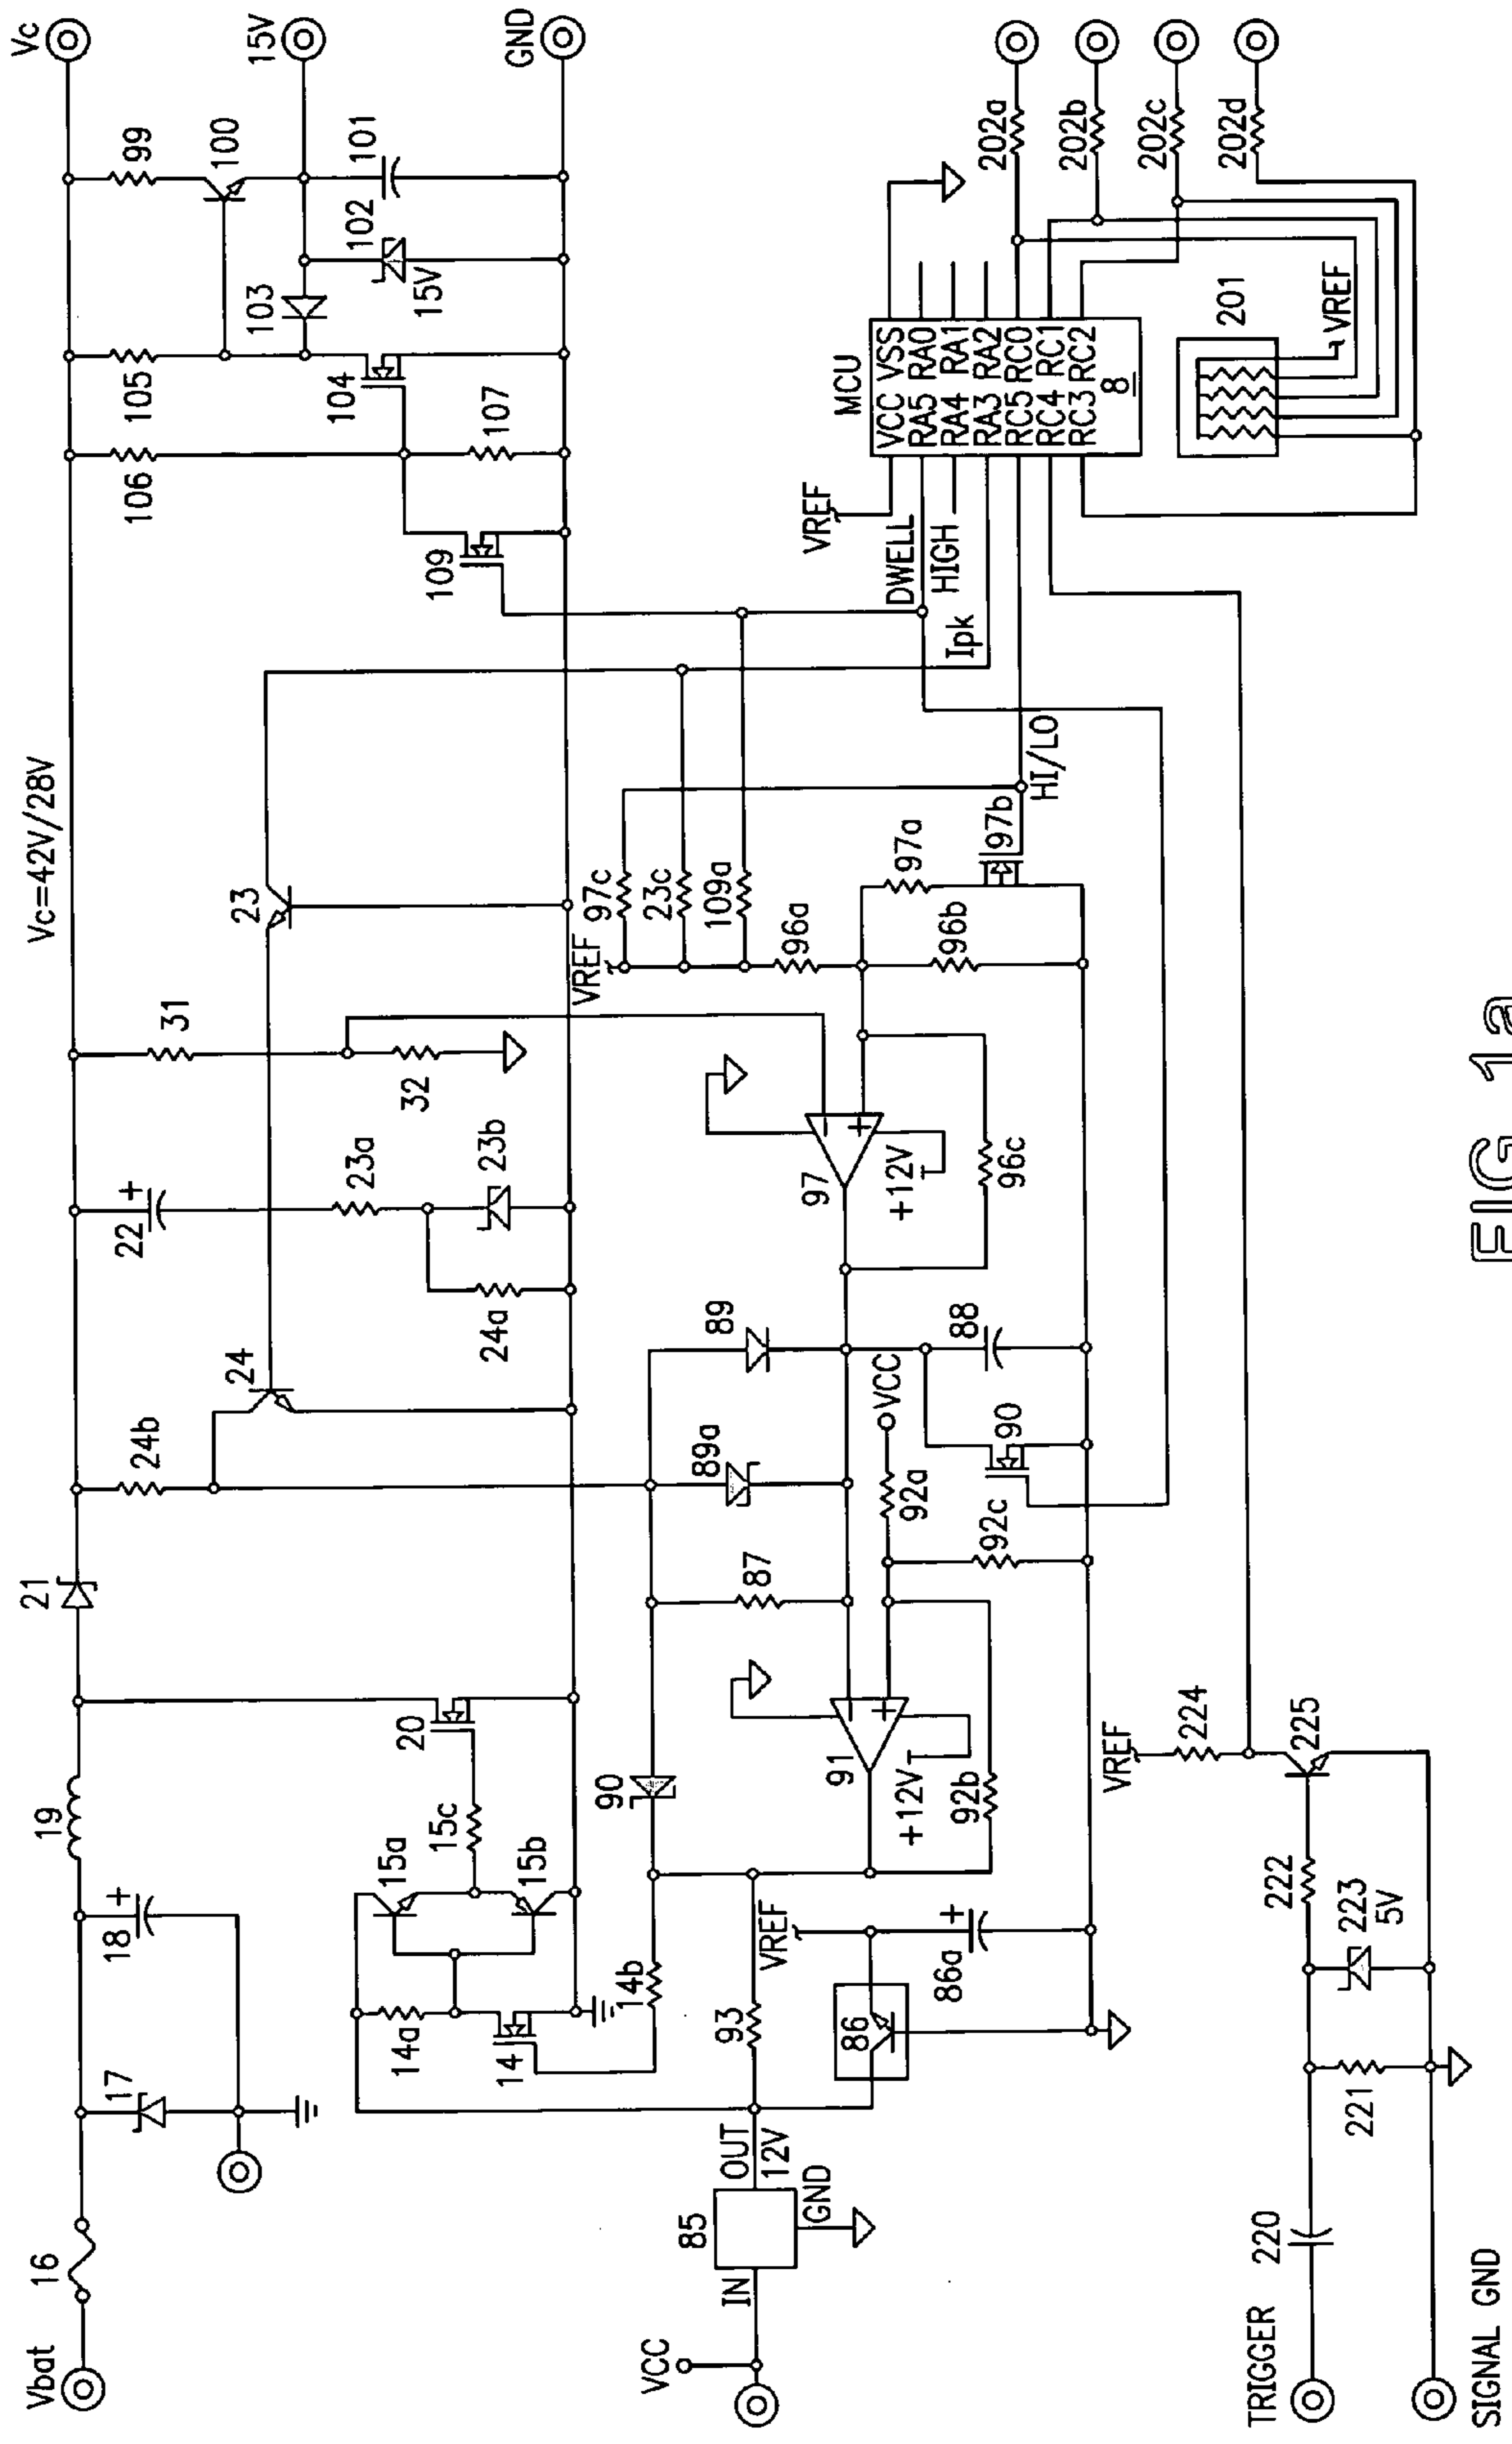 Vbat
16
17
18
+
19
21
24b
24
22
+
31
23
Vc=42V/28V
106
105
99
Vc
103
100
15V
102
101
15V
GND
14a
14
15a
15b
15c
20
24a
23a
23b
32
109
104
107
VCC
IN
85
OUT
12V
GND
93
14b
90
87
89a
89
VREF
97c
23c
109a
86
VREF
86a
+
91
−
+
+12V
92b
92a
VCC
92c
90
88
97
−
+
+12V
96c
96a
96b
97a
97b
HI/LO
Ipk
DWELL
HIGH
VREF
MCU
VCC VSS
RA5 RA0
RA4 RA1
RA3 RA2
RC5 RC0
RC4 RC1
RC3 RC2
8
202a
202b
202c
202d
201
VREF
TRIGGER
220
221
222
223
5V
VREF
224
225
SIGNAL GND
FIG 1a